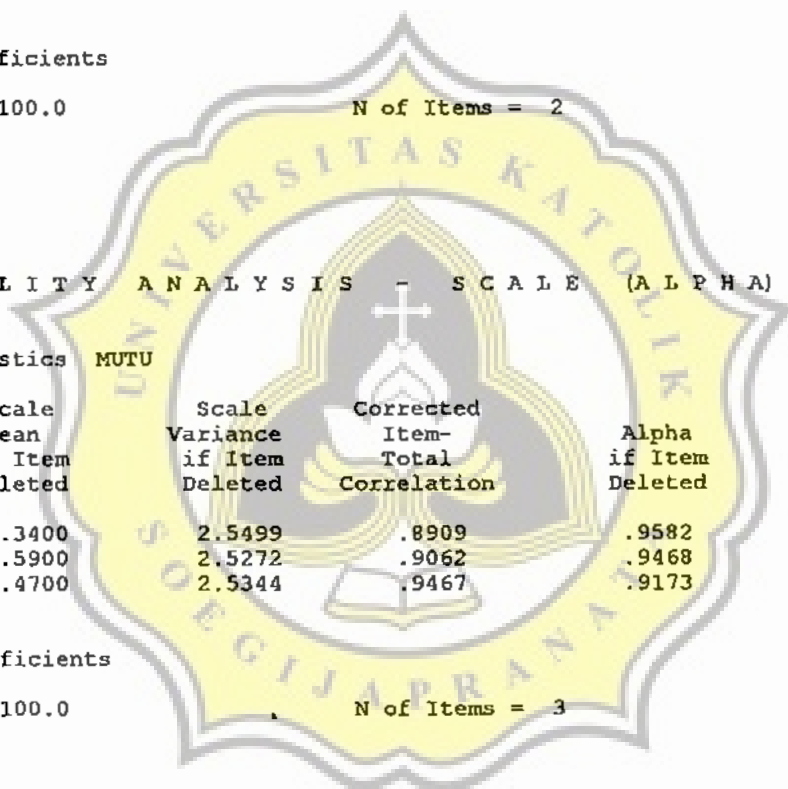 ficients
100.0 N of Items = 2
UNIVERSITAS KATOLIK
L I T Y A N A L Y S I S - S C A L E (A L P H A)
stics MUTU
cale Scale Corrected
ean Variance Item- Alpha
Item if Item Total if Item
leted Deleted Correlation Deleted
.3400 2.5499 .8909 .9582
.5900 2.5272 .9062 .9468
.4700 2.5344 .9467 .9173
SOEGIJAPRANATA
ficients
100.0 N of Items = 3